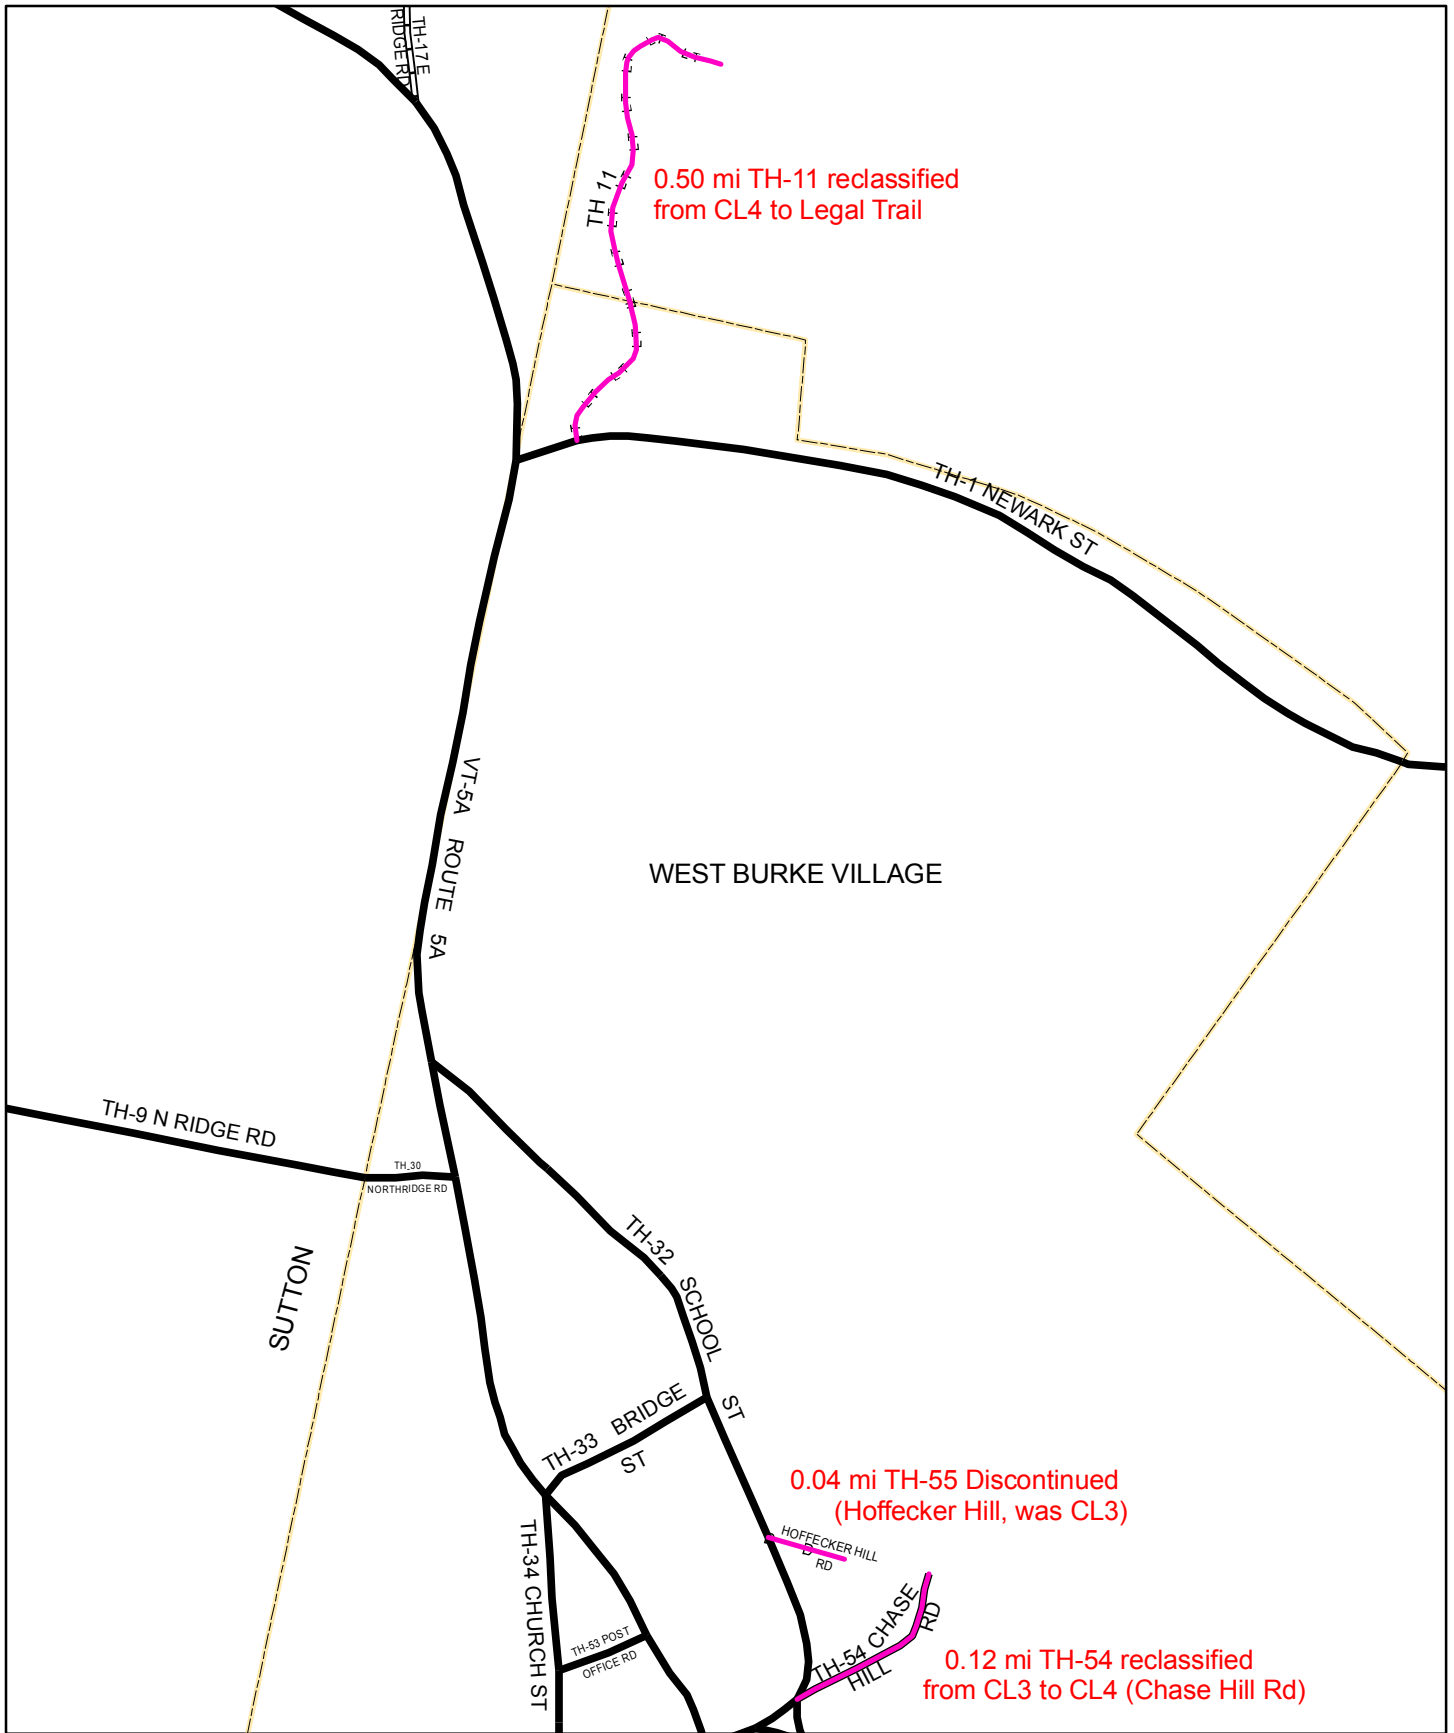 TH-17 E
RIDGE RD
TH 11
0.50 mi TH-11 reclassified
from CL4 to Legal Trail
TH-1 NEWARK ST
VT-5A ROUTE 5A
WEST BURKE VILLAGE
TH-9 N RIDGE RD
TH-30
NORTHRIDGE RD
SUTTON
TH-32 SCHOOL ST
TH-33 BRIDGE
ST
0.04 mi TH-55 Discontinued
(Hoffecker Hill, was CL3)
HOFFECKER HILL
RD
D
TH-34 CHURCH ST
TH-53 POST
OFFICE RD
TH-54 CHASE
HILL
RD
0.12 mi TH-54 reclassified
from CL3 to CL4 (Chase Hill Rd)